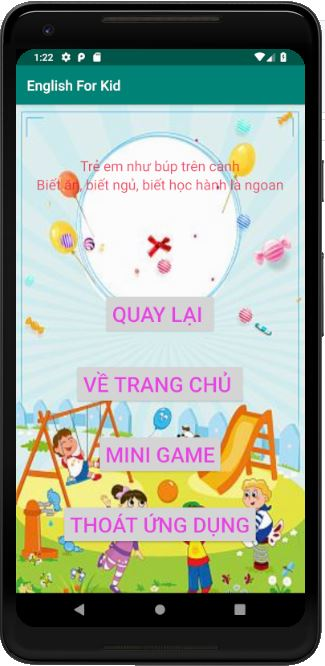 1:22
English For Kid
Trẻ em như búp trên cành
Biết ăn, biết ngủ, biết học hành là ngoan
QUAY LẠI
VỀ TRANG CHỦ
MINI GAME
THOÁT ỨNG DỤNG